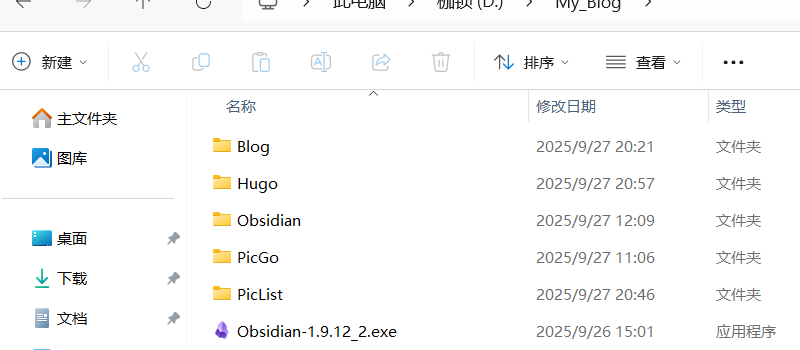 此电脑 枷锁 (D:) My_Blog
新建 排序 查看
名称 修改日期 类型
主文件夹
图库
桌面
下载
文档
Blog 2025/9/27 20:21 文件夹
Hugo 2025/9/27 20:57 文件夹
Obsidian 2025/9/27 12:09 文件夹
PicGo 2025/9/27 11:06 文件夹
PicList 2025/9/27 20:46 文件夹
Obsidian-1.9.12_2.exe 2025/9/26 15:01 应用程序